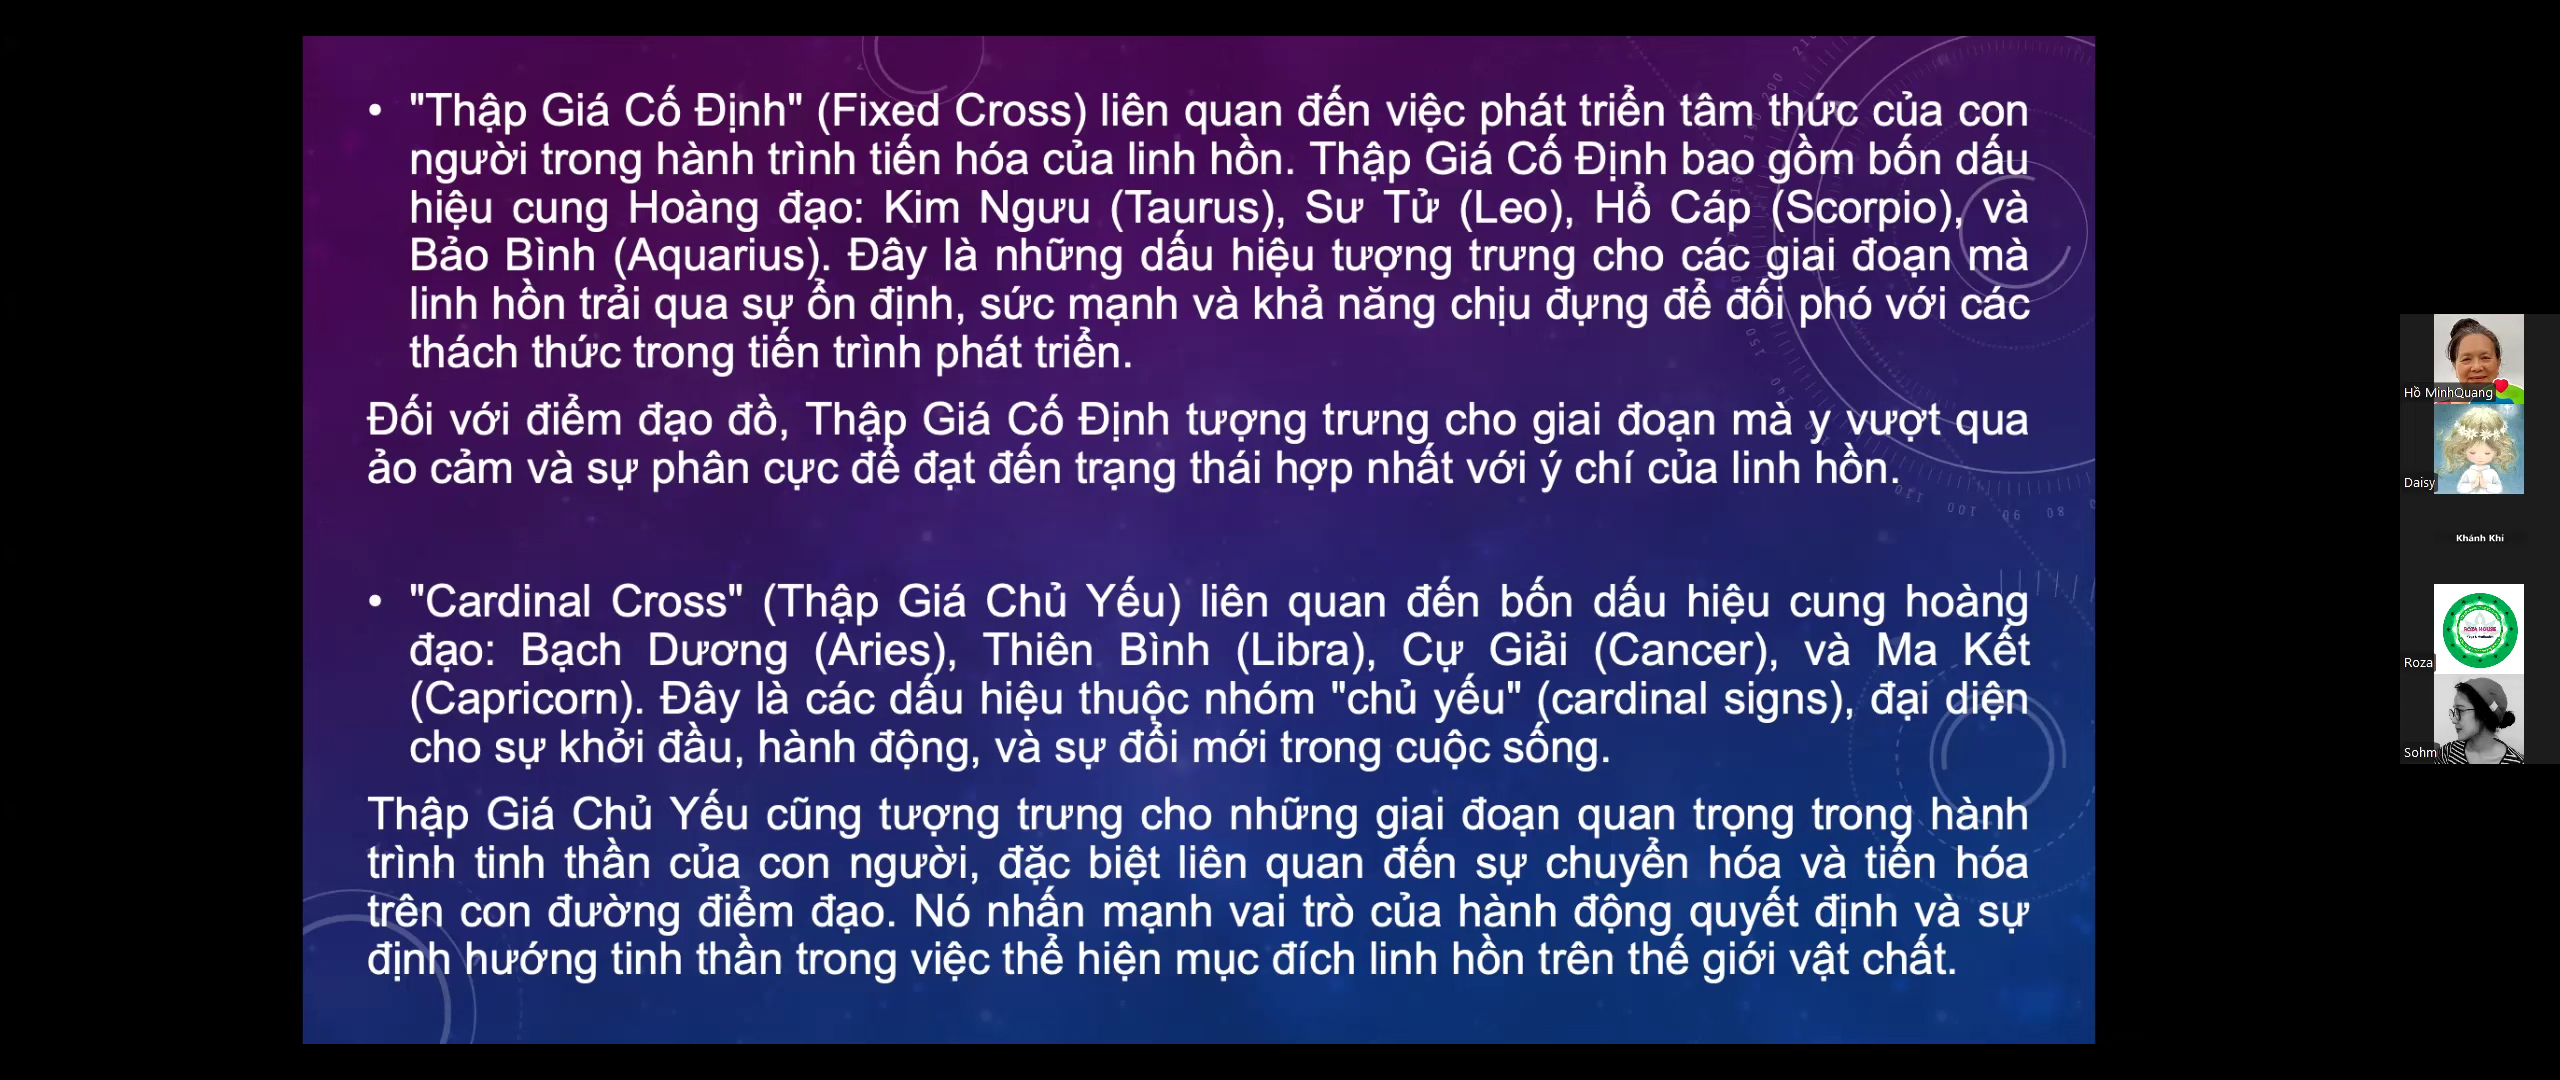 • "Thập Giá Cố Định" (Fixed Cross) liên quan đến việc phát triển tâm thức của con
người trong hành trình tiến hóa của linh hồn. Thập Giá Cố Định bao gồm bốn dấu
hiệu cung Hoàng đạo: Kim Ngưu (Taurus), Sư Tử (Leo), Hổ Cáp (Scorpio), và
Bảo Bình (Aquarius). Đây là những dấu hiệu tượng trưng cho các giai đoạn mà
linh hồn trải qua sự ổn định, sức mạnh và khả năng chịu đựng để đối phó với các
thách thức trong tiến trình phát triển.
Đối với điểm đạo đồ, Thập Giá Cố Định tượng trưng cho giai đoạn mà y vượt qua
ảo cảm và sự phân cực để đạt đến trạng thái hợp nhất với ý chí của linh hồn.
• "Cardinal Cross" (Thập Giá Chủ Yếu) liên quan đến bốn dấu hiệu cung hoàng
đạo: Bạch Dương (Aries), Thiên Bình (Libra), Cự Giải (Cancer), và Ma Kết
(Capricorn). Đây là các dấu hiệu thuộc nhóm "chủ yếu" (cardinal signs), đại diện
cho sự khởi đầu, hành động, và sự đổi mới trong cuộc sống.
Thập Giá Chủ Yếu cũng tượng trưng cho những giai đoạn quan trọng trong hành
trình tinh thần của con người, đặc biệt liên quan đến sự chuyển hóa và tiến hóa
trên con đường điểm đạo. Nó nhấn mạnh vai trò của hành động quyết định và sự
định hướng tinh thần trong việc thể hiện mục đích linh hồn trên thế giới vật chất.
Hồ MinhQuang
Daisy
Khánh Khi
ROZA HOUSE
Roza
Sohm